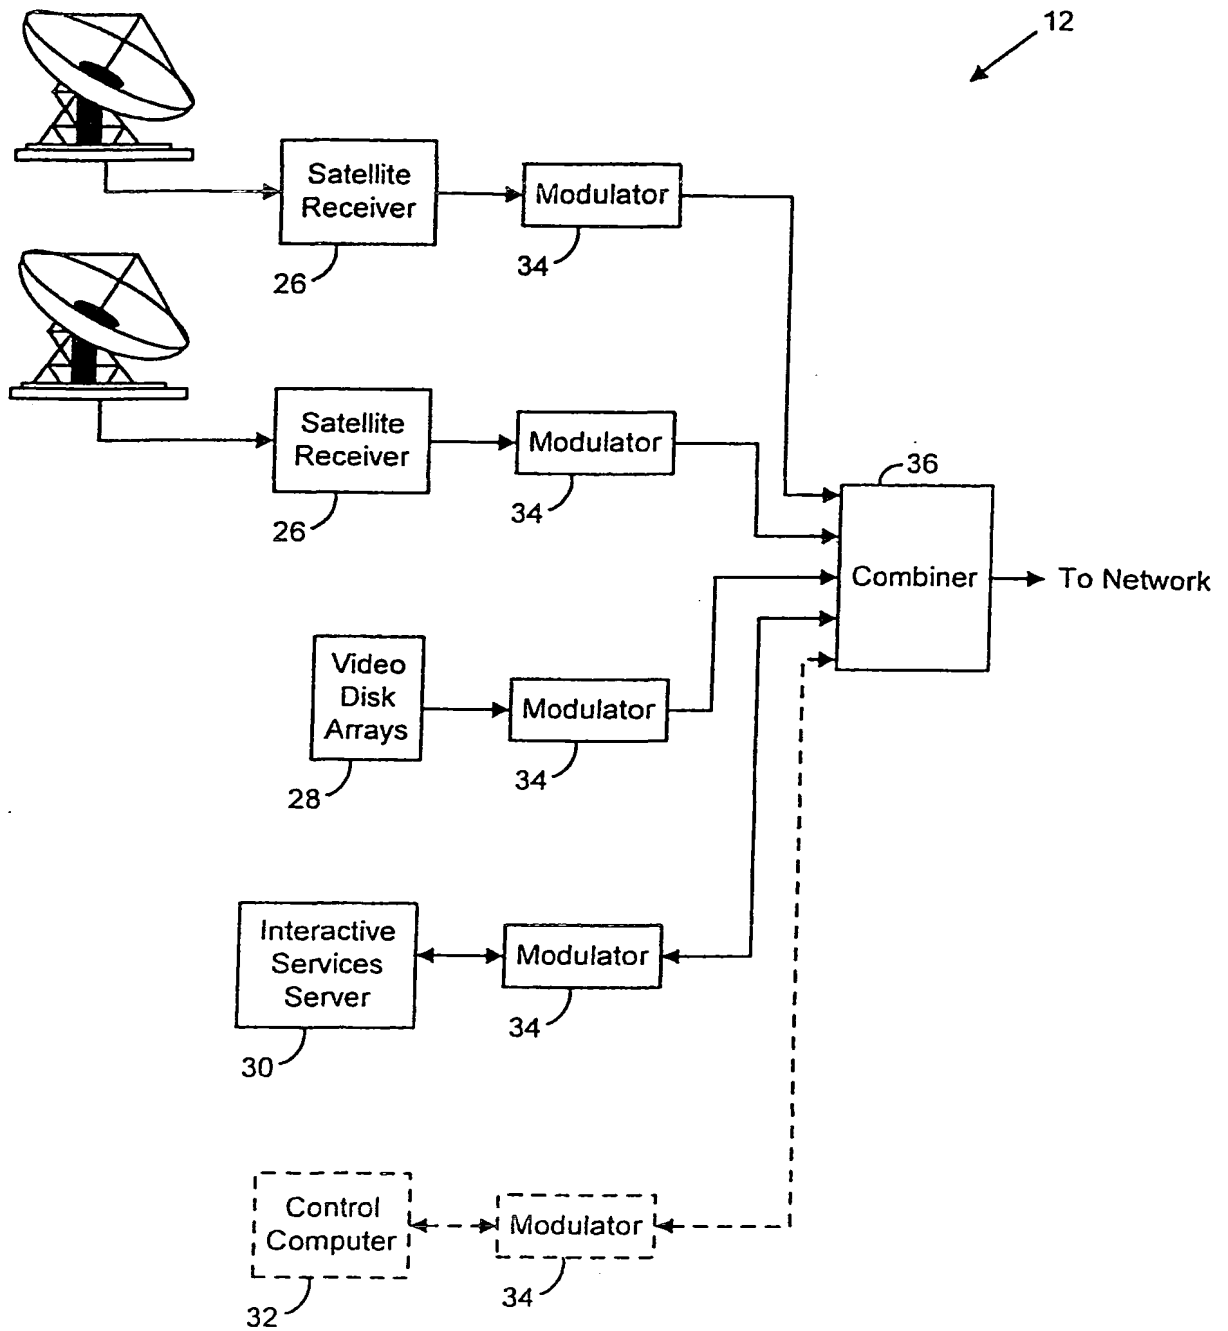 12
Satellite
Receiver
Modulator
26
34
Satellite
Receiver
Modulator
26
34
36
Combiner
To Network
Video
Disk
Arrays
Modulator
28
34
Interactive
Services
Server
Modulator
30
34
Control
Computer
Modulator
32
34